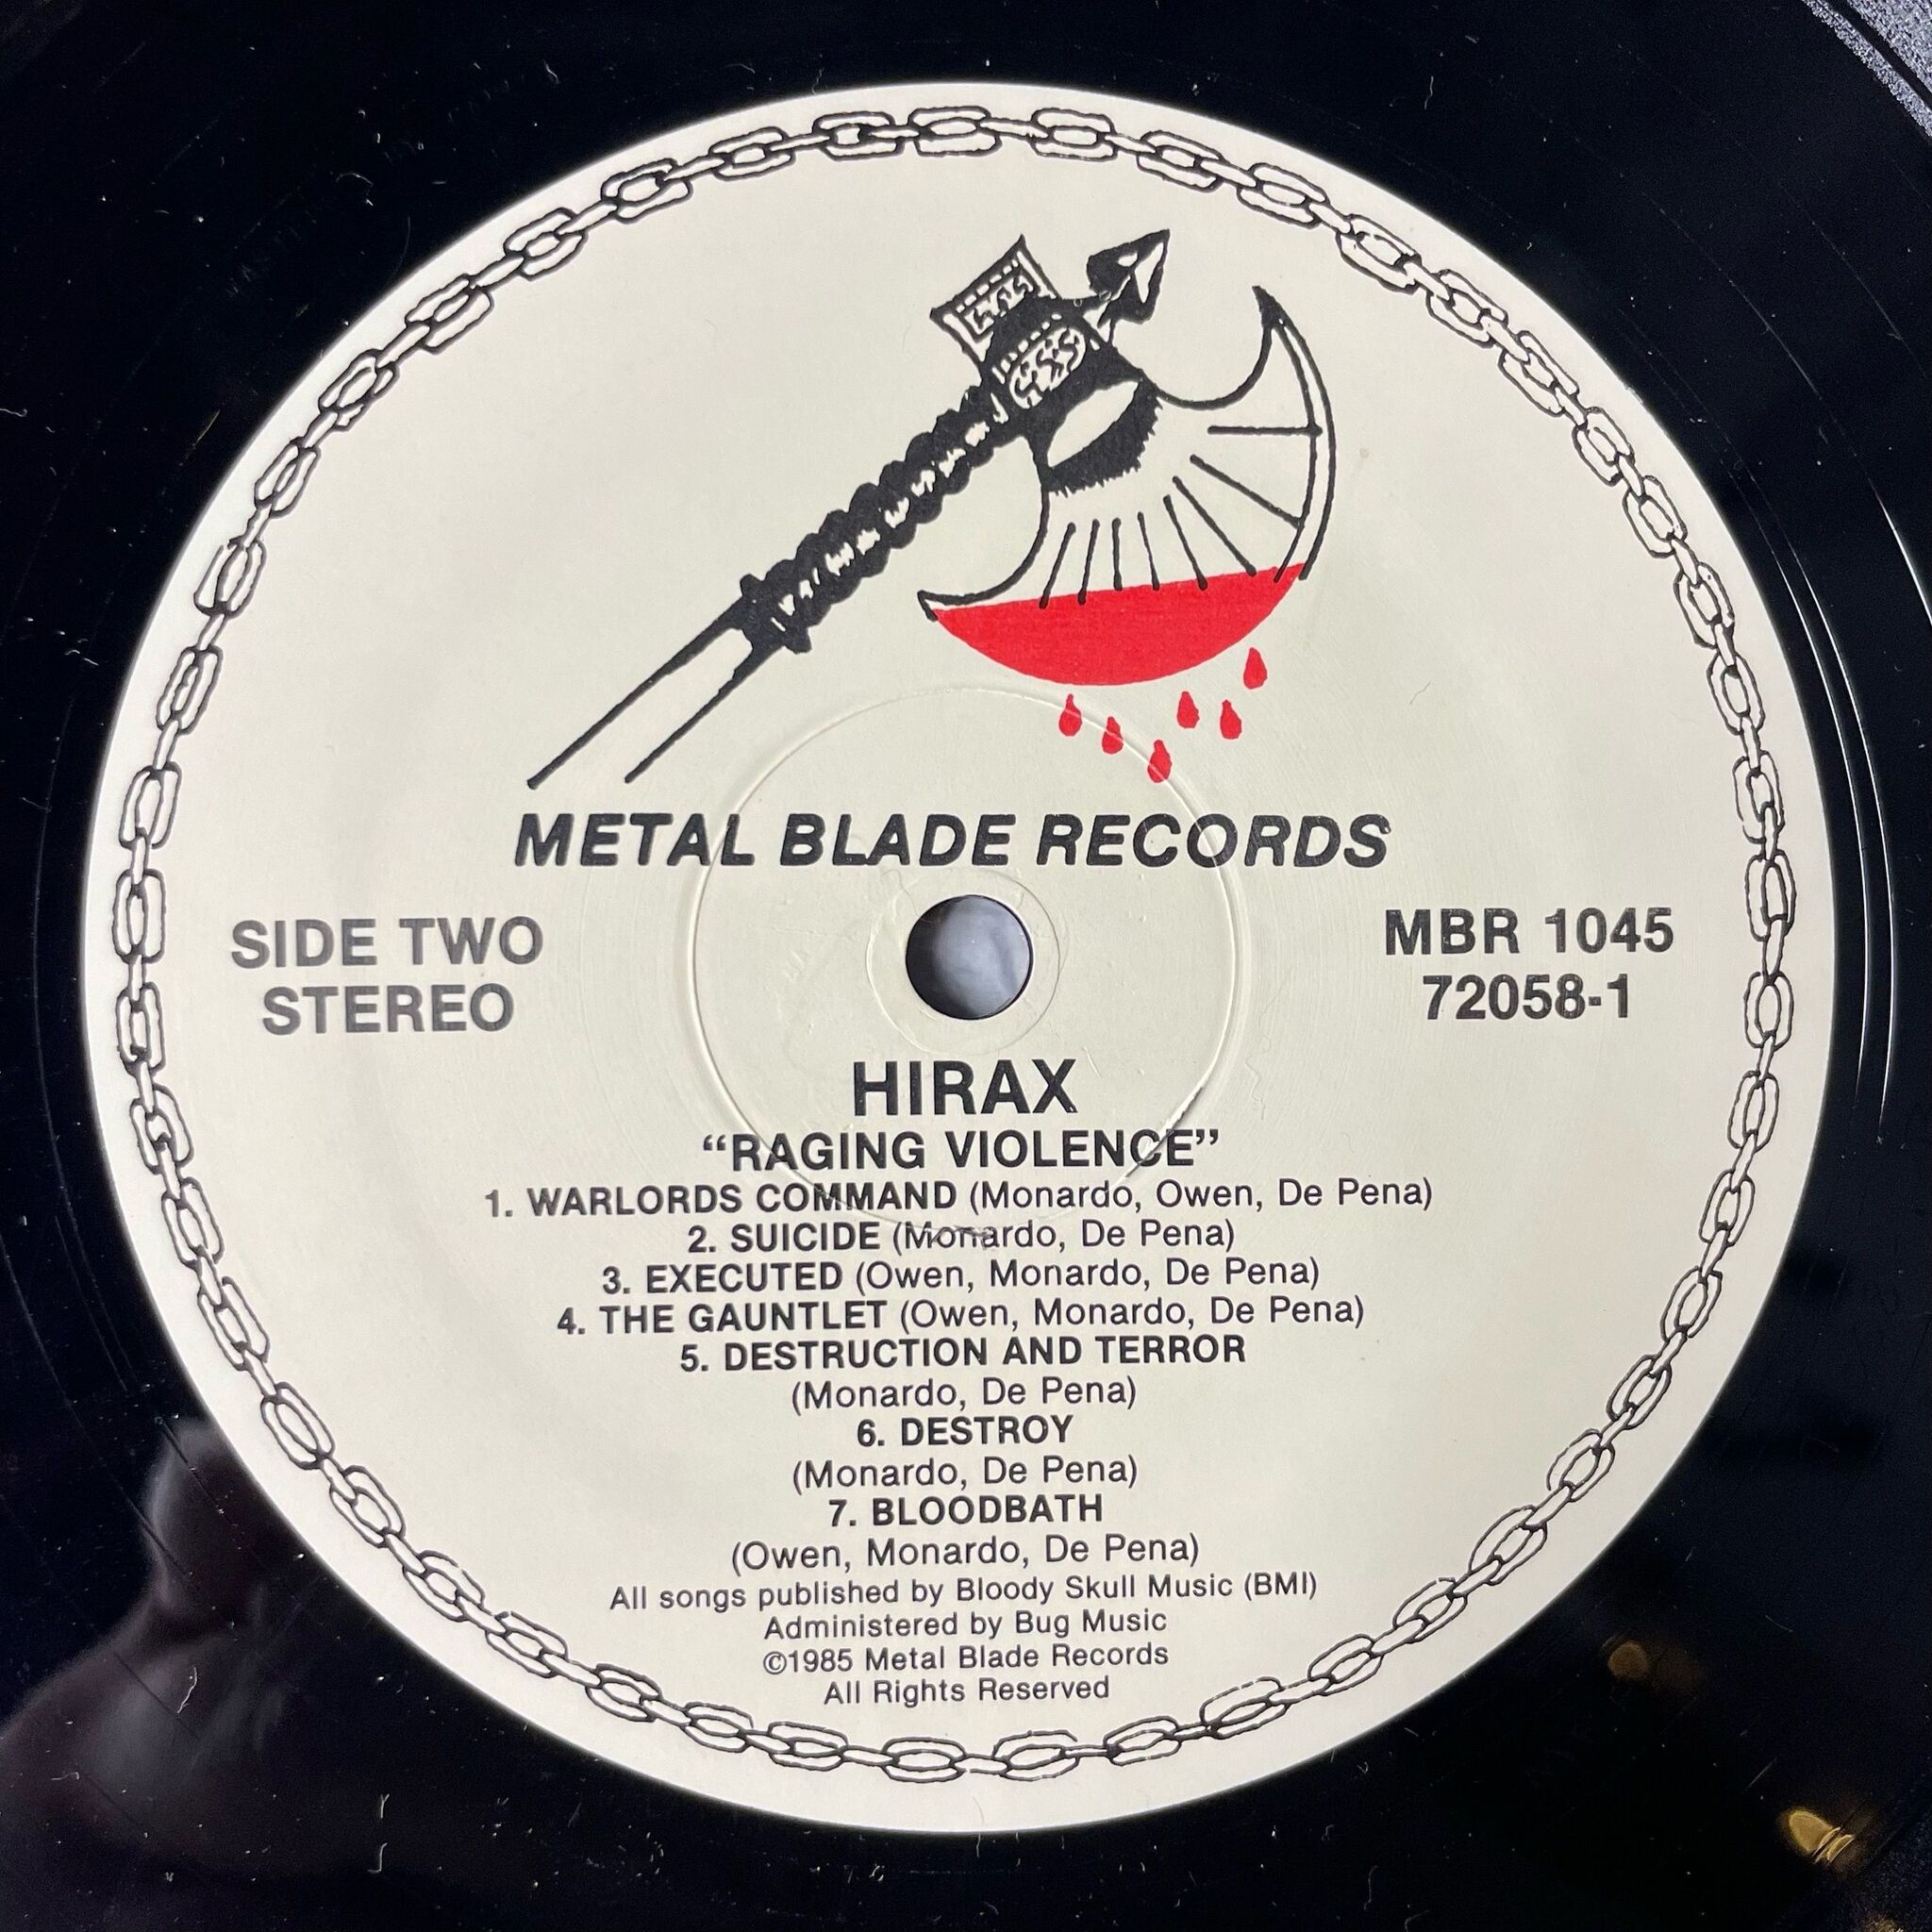 METAL BLADE RECORDS
SIDE TWO
STEREO
MBR 1045
72058-1
HIRAX
“RAGING VIOLENCE”
1. WARLORDS COMMAND (Monardo, Owen, De Pena)
2. SUICIDE (Monardo, De Pena)
3. EXECUTED (Owen, Monardo, De Pena)
4. THE GAUNTLET (Owen, Monardo, De Pena)
5. DESTRUCTION AND TERROR
(Monardo, De Pena)
6. DESTROY
(Monardo, De Pena)
7. BLOODBATH
(Owen, Monardo, De Pena)
All songs published by Bloody Skull Music (BMI)
Administered by Bug Music
©1985 Metal Blade Records
All Rights Reserved